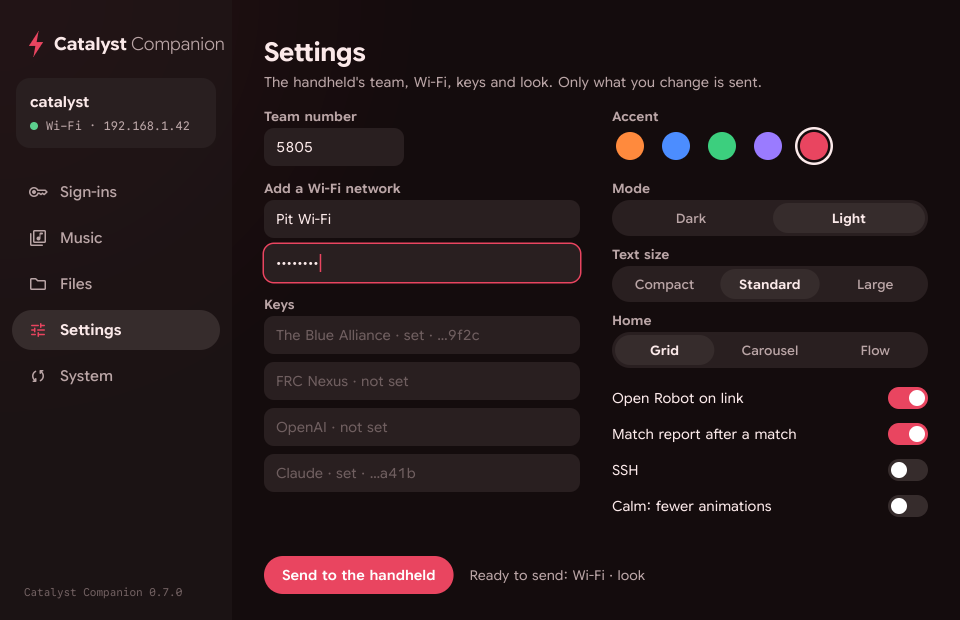 Catalyst Companion
catalyst
Wi-Fi · 192.168.1.42
Sign-ins
Music
Files
Settings
System
Catalyst Companion 0.7.0
Settings
The handheld's team, Wi-Fi, keys and look. Only what you change is sent.
Team number
5805
Add a Wi-Fi network
Pit Wi-Fi
••••••••
Keys
The Blue Alliance · set · …9f2c
FRC Nexus · not set
OpenAI · not set
Claude · set · …a41b
Accent
Mode
Dark Light
Text size
Compact Standard Large
Home
Grid Carousel Flow
Open Robot on link
Match report after a match
SSH
Calm: fewer animations
Send to the handheld
Ready to send: Wi-Fi · look